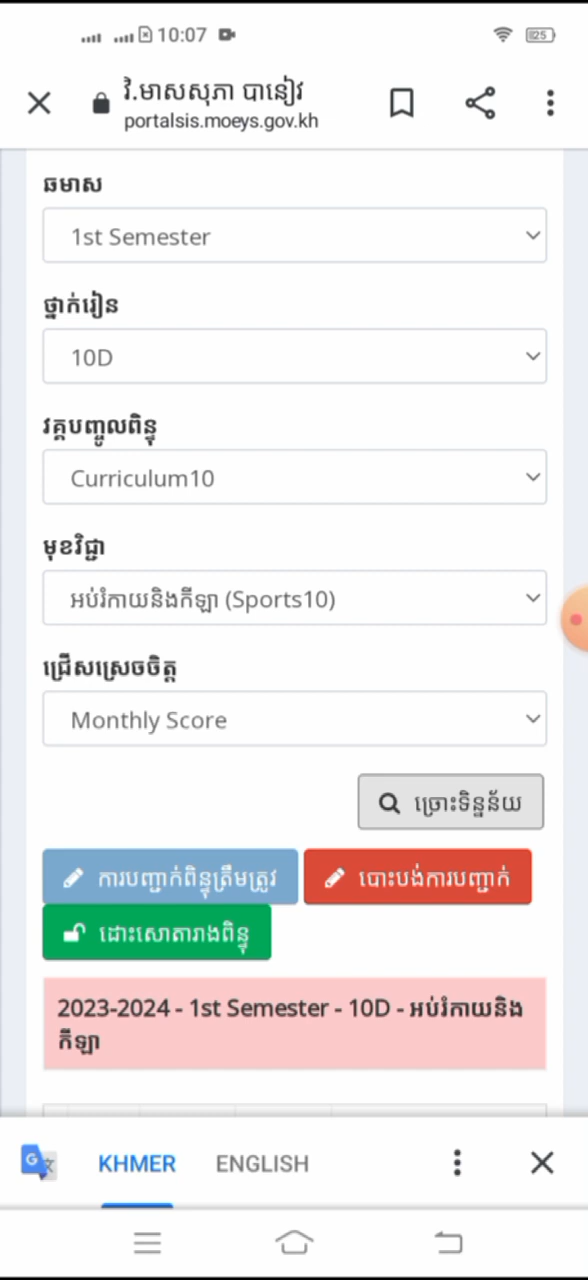 10:07
25
វិ.មាសសុភា បានៀវ
portalsis.moeys.gov.kh
ឆមាស
1st Semester
ថ្នាក់រៀន
10D
វគ្គបញ្ចូលពិន្ទុ
Curriculum10
មុខវិជ្ជា
អប់រំកាយនិងកីឡា (Sports10)
ជ្រើសស្រេចចិត្ត
Monthly Score
ច្រោះទិន្នន័យ
ការបញ្ជាក់ពិន្ទុត្រឹមត្រូវ
បោះបង់ការបញ្ជាក់
ដោះសោតារាងពិន្ទុ
2023-2024 - 1st Semester - 10D - អប់រំកាយនិង
កីឡា
KHMER ENGLISH